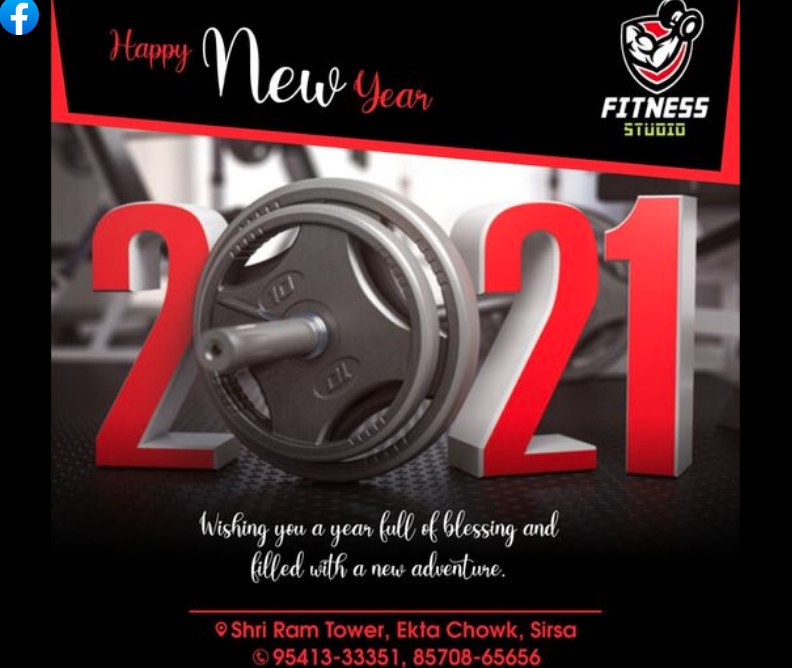 Happy New Year
FITNESS
STUDIO
2021
Wishing you a year full of blessing and
filled with a new adventure.
Shri Ram Tower, Ekta Chowk, Sirsa
95413-33351, 85708-65656